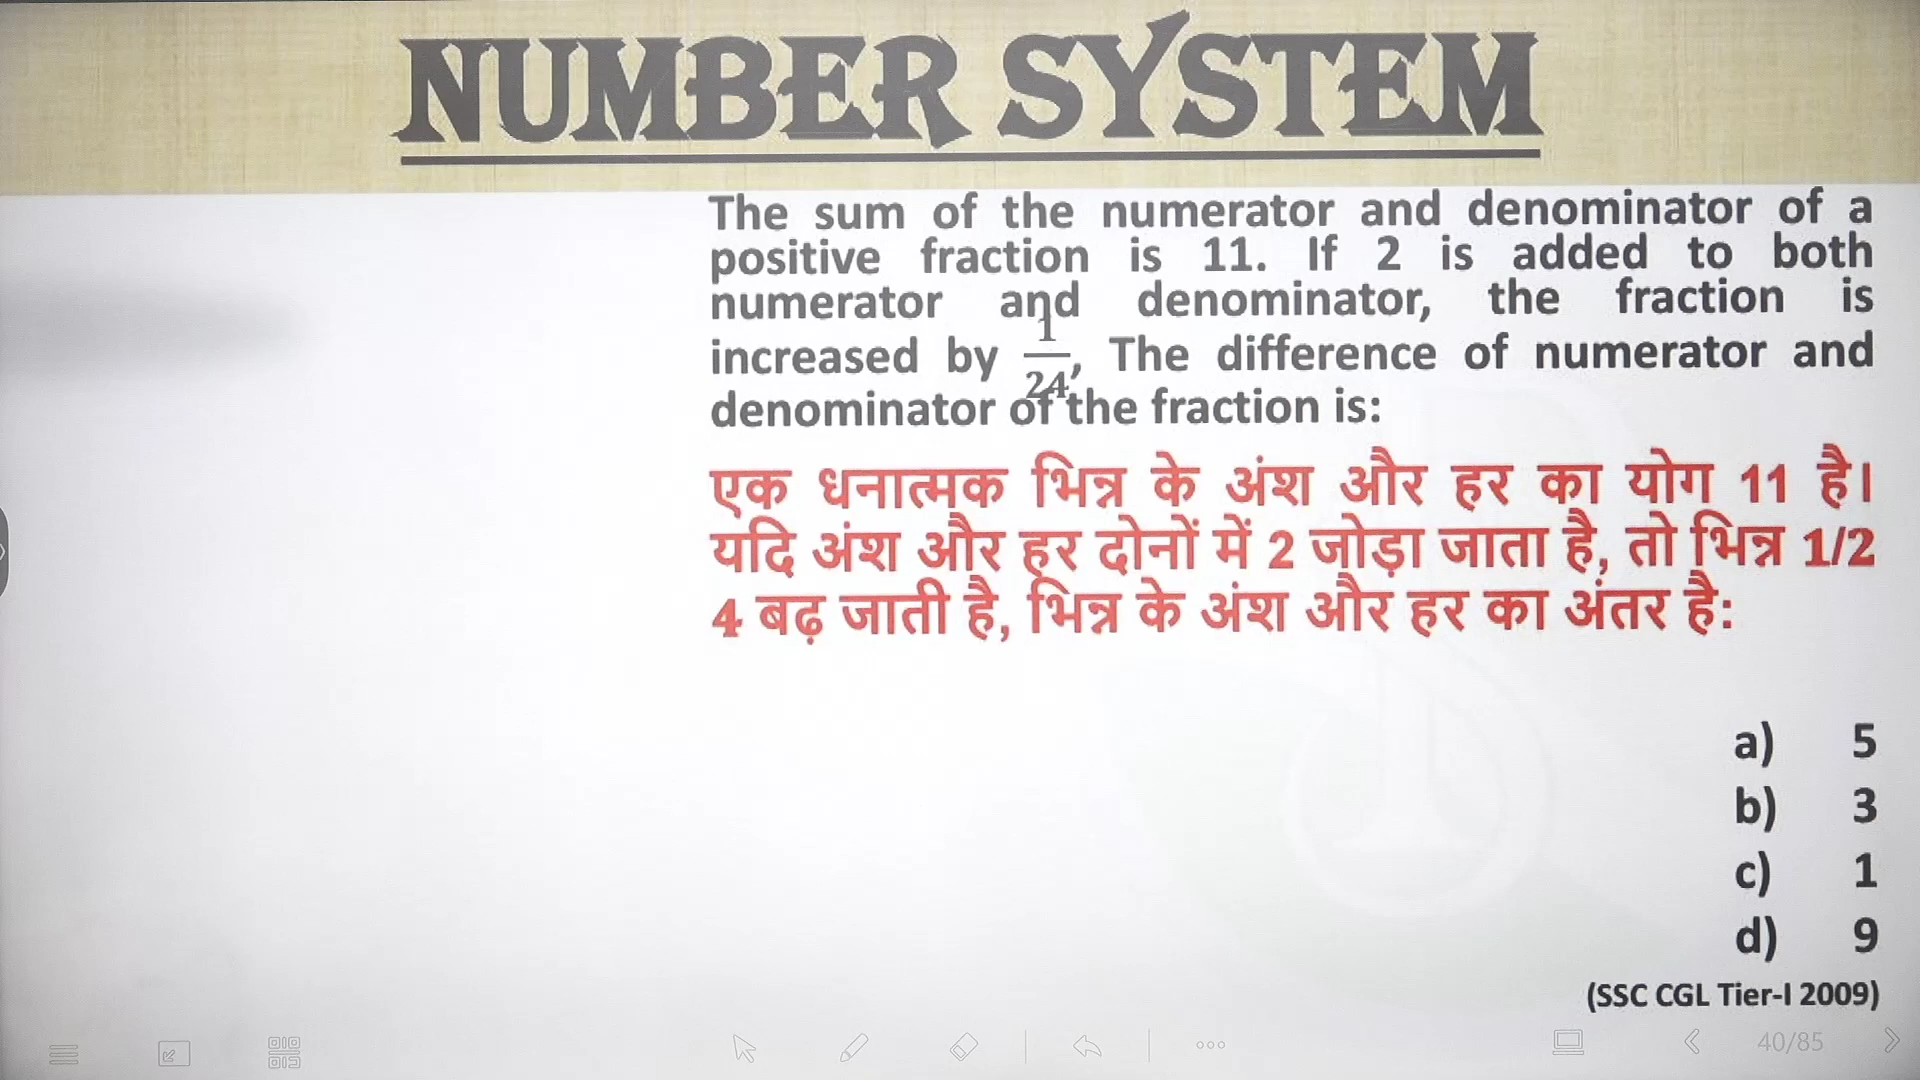 NUMBER SYSTEM
The sum of the numerator and denominator of a
positive fraction is 11. If 2 is added to both
numerator and denominator, the fraction is
increased by 1/24, The difference of numerator and
denominator of the fraction is:
एक धनात्मक भिन्न के अंश और हर का योग 11 है।
यदि अंश और हर दोनों में 2 जोड़ा जाता है, तो भिन्न 1/2
4 बढ़ जाती है, भिन्न के अंश और हर का अंतर है:
a) 5
b) 3
c) 1
d) 9
(SSC CGL Tier-I 2009)
40/85